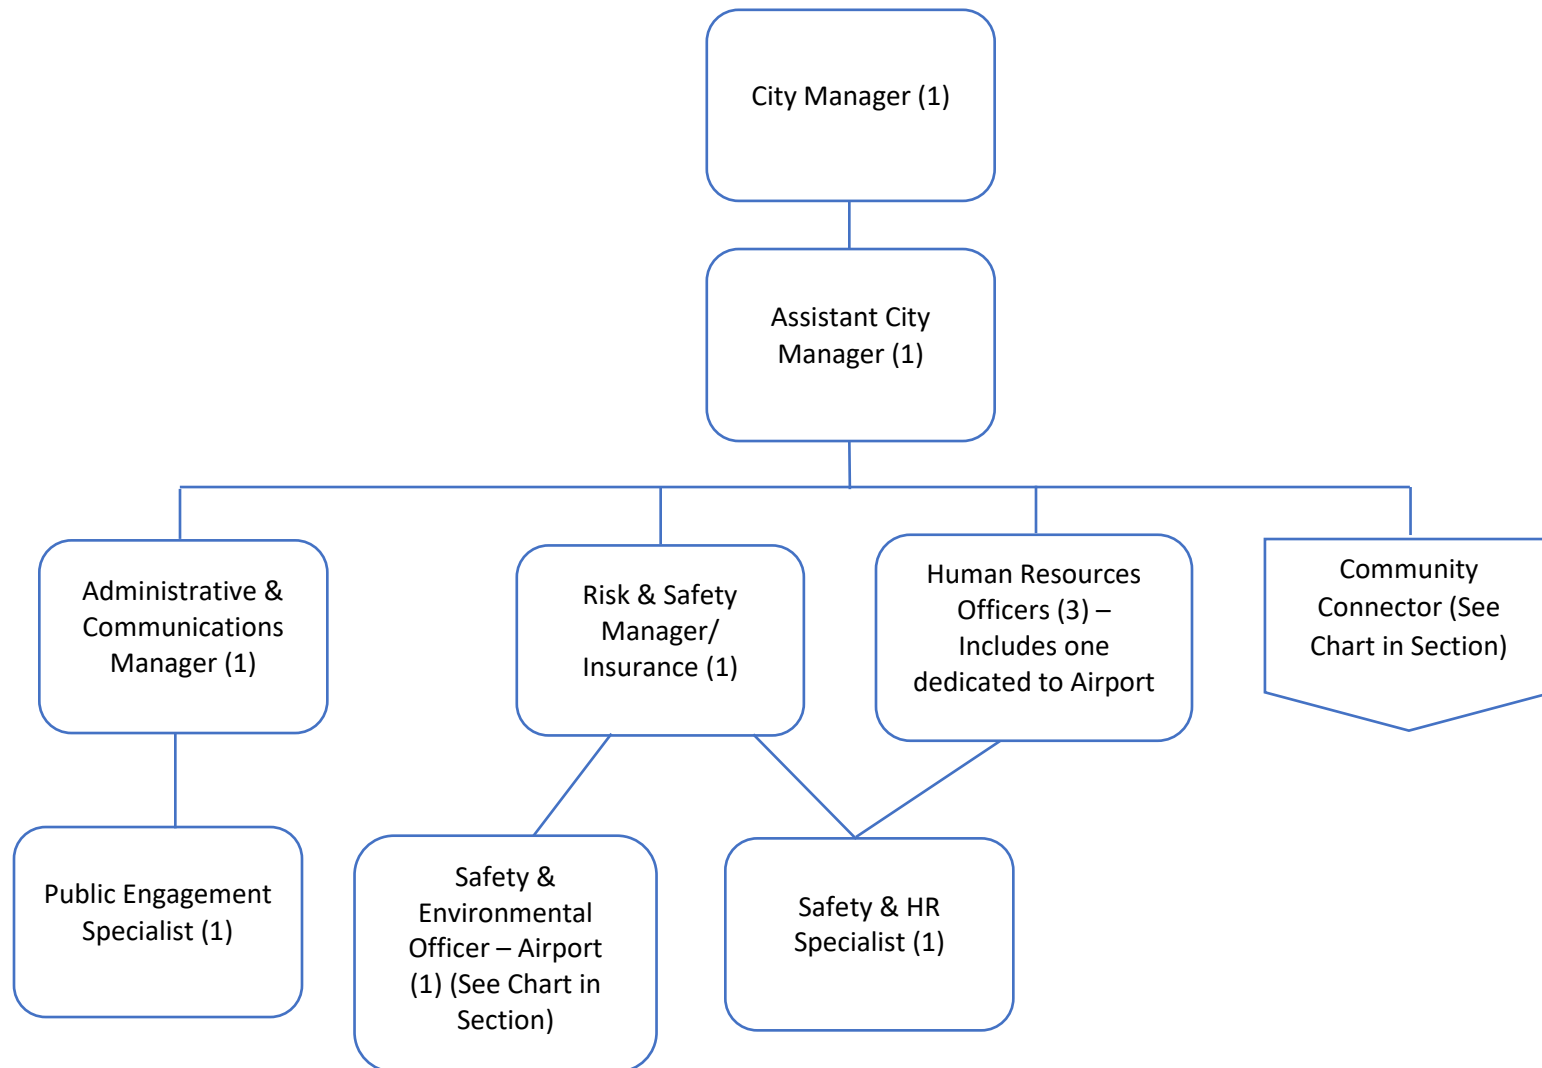 City Manager (1)
Assistant City
Manager (1)
Administrative &
Communications
Manager (1)
Risk & Safety
Manager/
Insurance (1)
Human Resources
Officers (3) –
Includes one
dedicated to Airport
Community
Connector (See
Chart in Section)
Public Engagement
Specialist (1)
Safety &
Environmental
Officer – Airport
(1) (See Chart in
Section)
Safety & HR
Specialist (1)